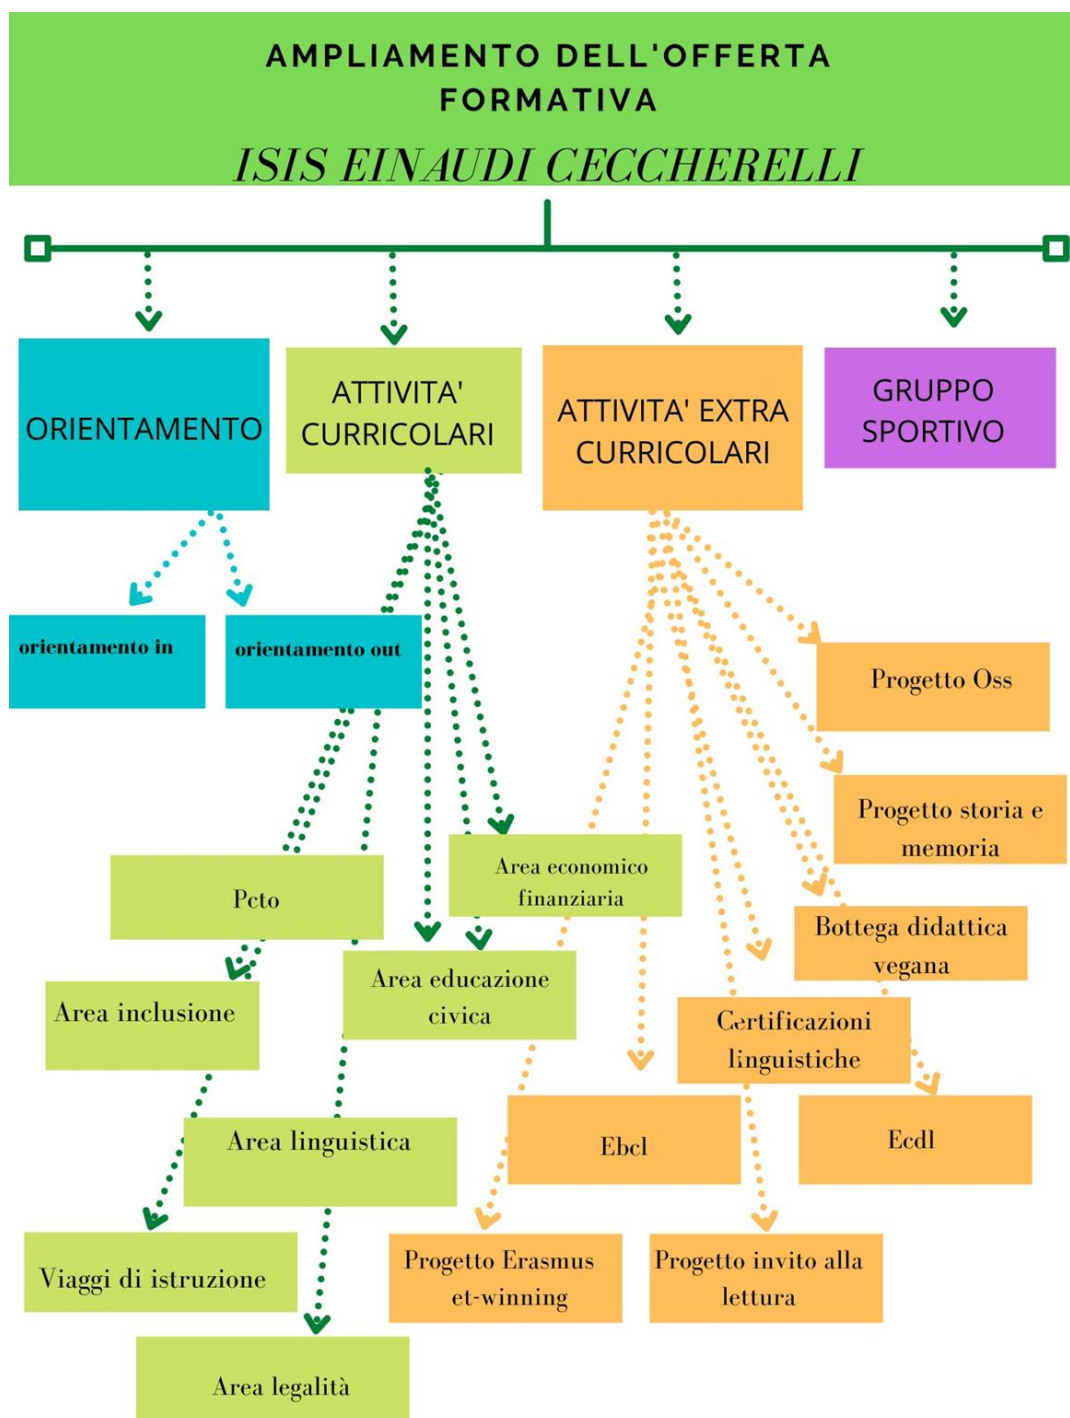 AMPLIAMENTO DELL'OFFERTA
FORMATIVA
ISIS EINAUDI CECCHERELLI
ORIENTAMENTO
ATTIVITA'
CURRICOLARI
ATTIVITA' EXTRA
CURRICOLARI
GRUPPO
SPORTIVO
orientamento in
orientamento out
Progetto Oss
Progetto storia e
memoria
Pcto
Area economico
finanziaria
Bottega didattica
vegana
Area inclusione
Area educazione
civica
Certificazioni
linguistiche
Area linguistica
Ebcl
Ecdl
Viaggi di istruzione
Progetto Erasmus
et-winning
Progetto invito alla
lettura
Area legalità